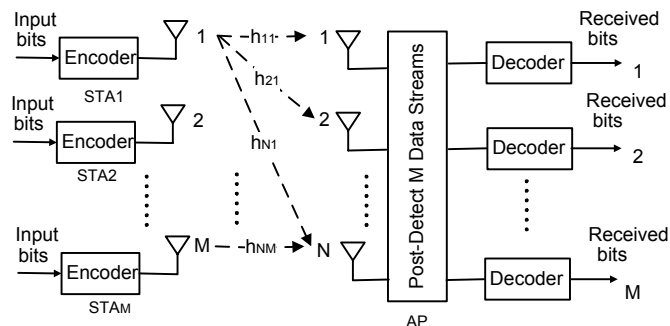 Input
bits
Encoder
STA1
1
h11
h21
hN1
1
Post-Detect M Data Streams
Decoder
Received
bits
1
Input
bits
Encoder
STA2
2
2
Decoder
Received
bits
2
Input
bits
Encoder
STAM
M
hNM
N
AP
Decoder
Received
bits
M